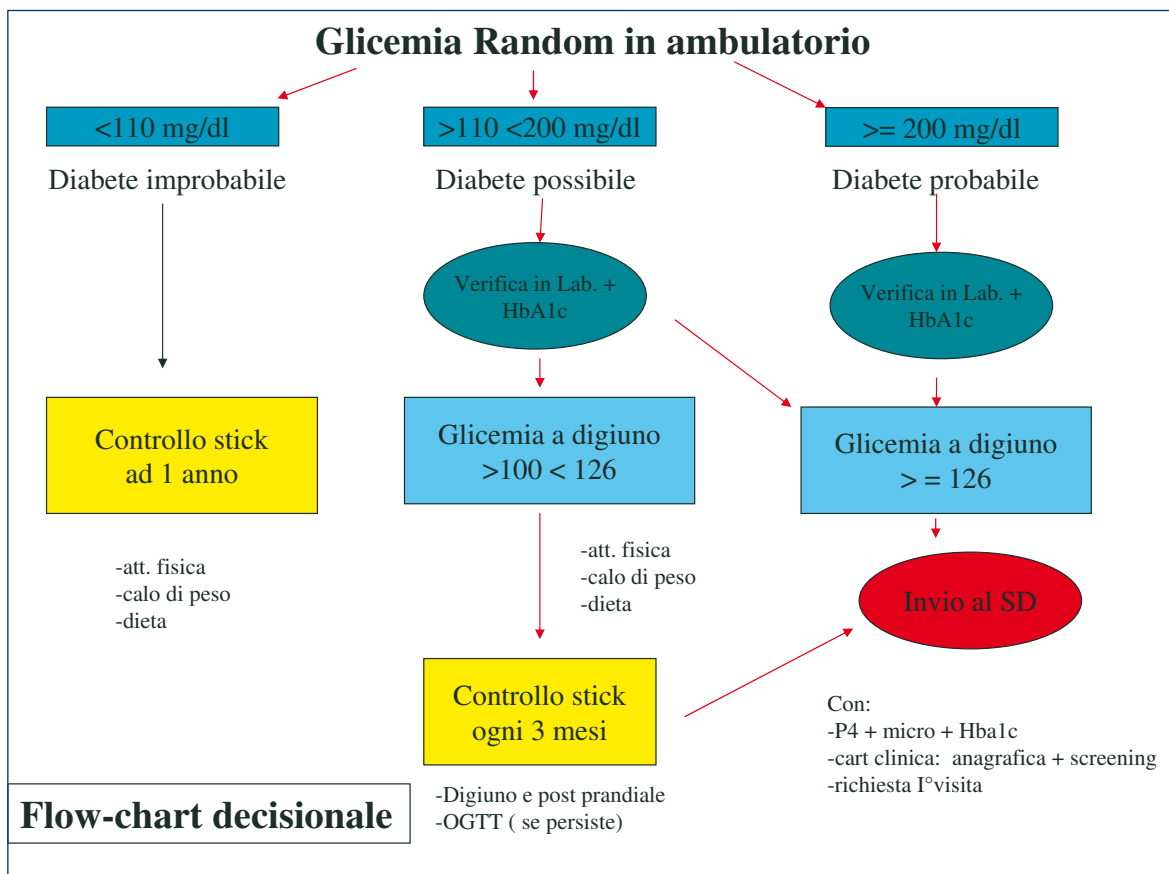 Glicemia Random in ambulatorio
<110 mg/dl
>110 <200 mg/dl
>= 200 mg/dl
Diabete improbabile
Diabete possibile
Diabete probabile
Verifica in Lab. +
HbA1c
Verifica in Lab. +
HbA1c
Controllo stick
ad 1 anno
Glicemia a digiuno
>100 < 126
Glicemia a digiuno
> = 126
-att. fisica
-calo di peso
-dieta
-att. fisica
-calo di peso
-dieta
Invio al SD
Controllo stick
ogni 3 mesi
Con:
-P4 + micro + Hba1c
-cart clinica: anagrafica + screening
-richiesta I°visita
-Digiuno e post prandiale
-OGTT ( se persiste)
Flow-chart decisionale